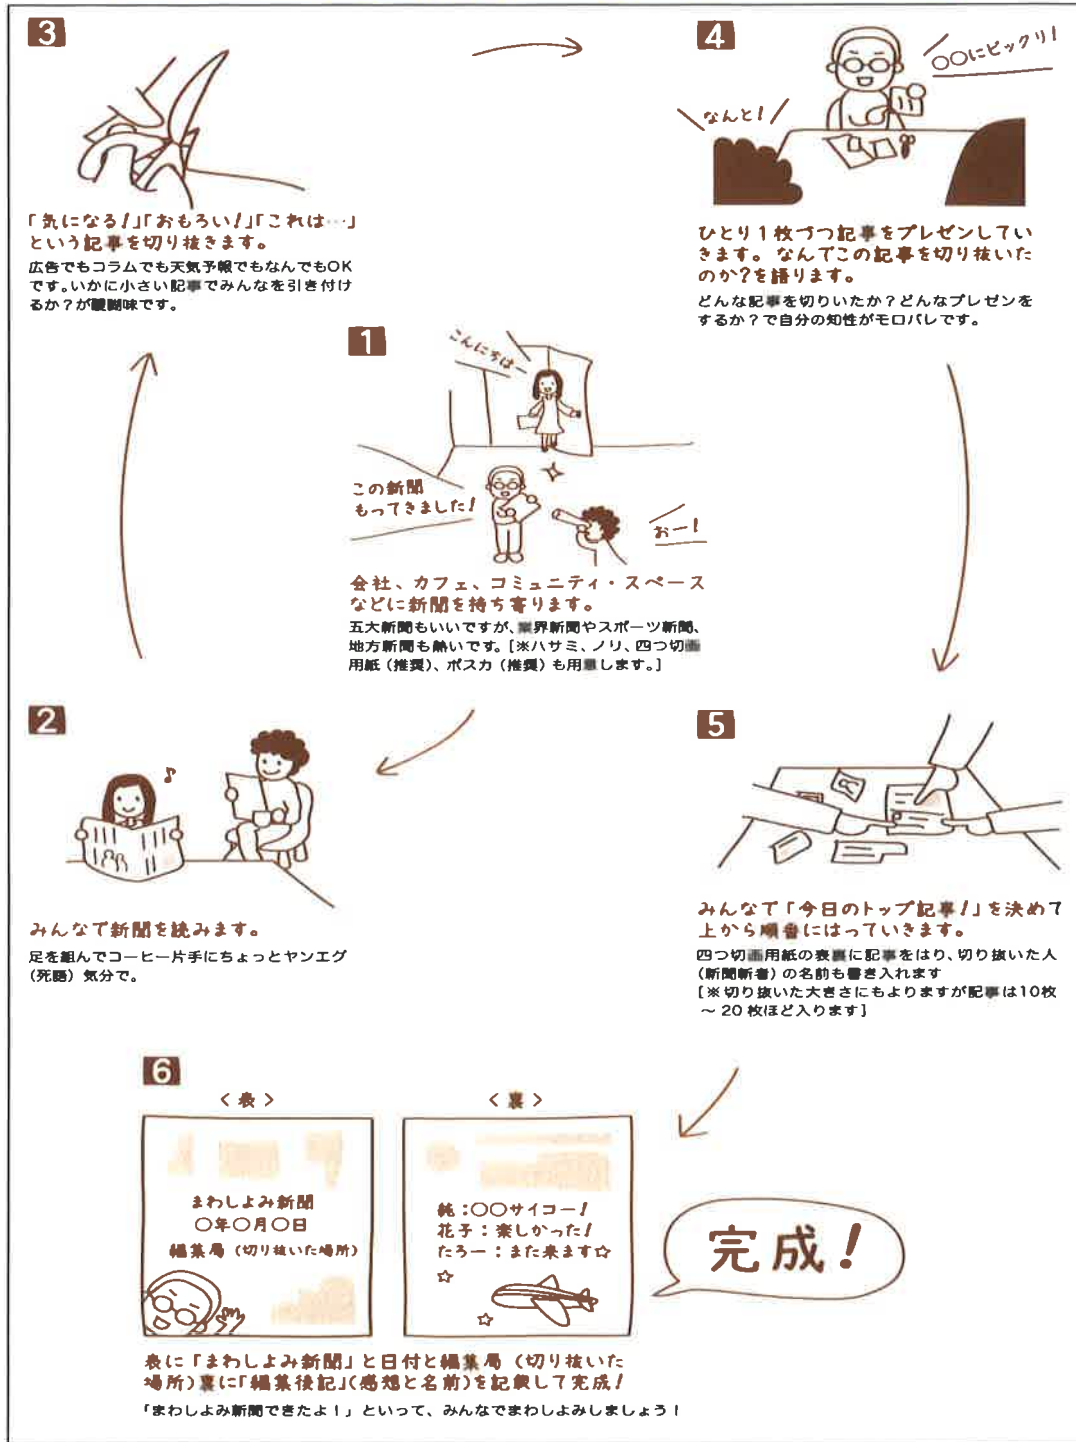 1
こんにちは
この新聞
もってきました!
おー!
会社、カフェ、コミュニティ・スペース
などに新聞を持ち寄ります。
五大新聞もいいですが、業界新聞やスポーツ新聞、
地方新聞も熱いです。[※ハサミ、ノリ、四つ切画
用紙(推奨)、ポスカ(推奨)も用意します。]
2
みんなで新聞を読みます。
足を組んでコーヒー片手にちょっとヤンエグ
(死語)気分で。
3
「気になる!」「おもろい!」「これは…」
という記事を切り抜きます。
広告でもコラムでも天気予報でもなんでもOK
です。いかに小さい記事でみんなを引き付け
るか?が醍醐味です。
4
○○にビックリ!
なんと!
ひとり1枚づつ記事をプレゼンしてい
きます。なんでこの記事を切り抜いた
のか?を語ります。
どんな記事を切りいたか?どんなプレゼンを
するか?で自分の知性がモロバレです。
5
みんなで「今日のトップ記事!」を決めて
上から順番にはっていきます。
四つ切画用紙の表裏に記事をはり、切り抜いた人
(新聞新者)の名前も書き入れます
[※切り抜いた大きさにもよりますが記事は10枚
~20枚ほど入ります]
6
<表>
まわしよみ新聞
○年○月○日
編集局(切り抜いた場所)
<裏>
純:○○サイコー!
花子:楽しかった!
たろー:また来ます☆
完成!
表に「まわしよみ新聞」と日付と編集局(切り抜いた
場所)裏に「編集後記」(感想と名前)を記載して完成!
「まわしよみ新聞できたよ!」といって、みんなでまわしよみしましょう!